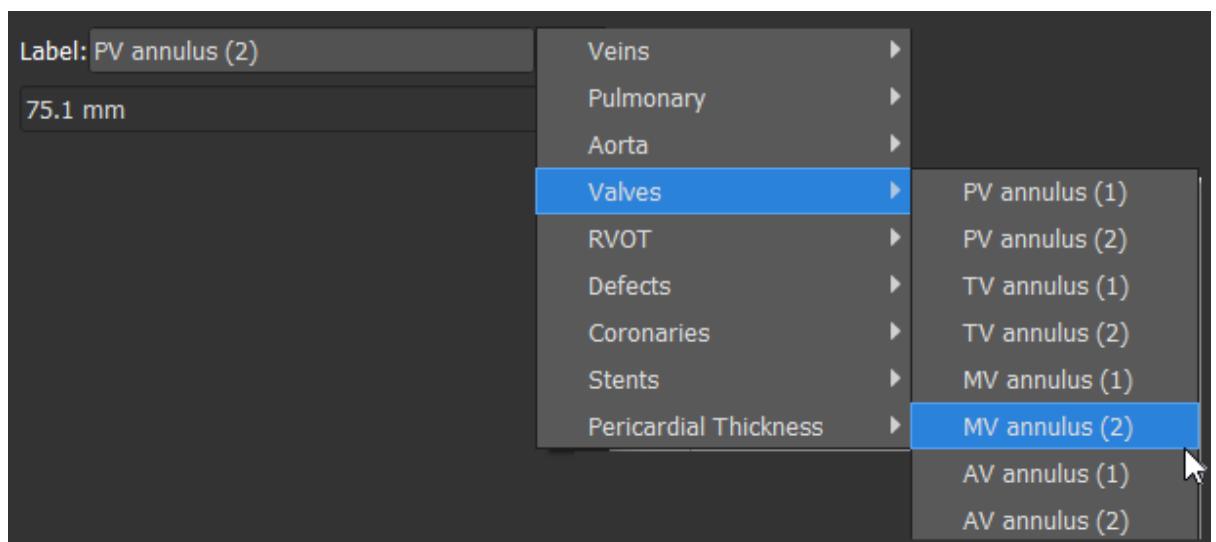 Label: PV annulus (2)
75.1 mm
Veins
Pulmonary
Aorta
Valves
RVOT
Defects
Coronaries
Stents
Pericardial Thickness
PV annulus (1)
PV annulus (2)
TV annulus (1)
TV annulus (2)
MV annulus (1)
MV annulus (2)
AV annulus (1)
AV annulus (2)